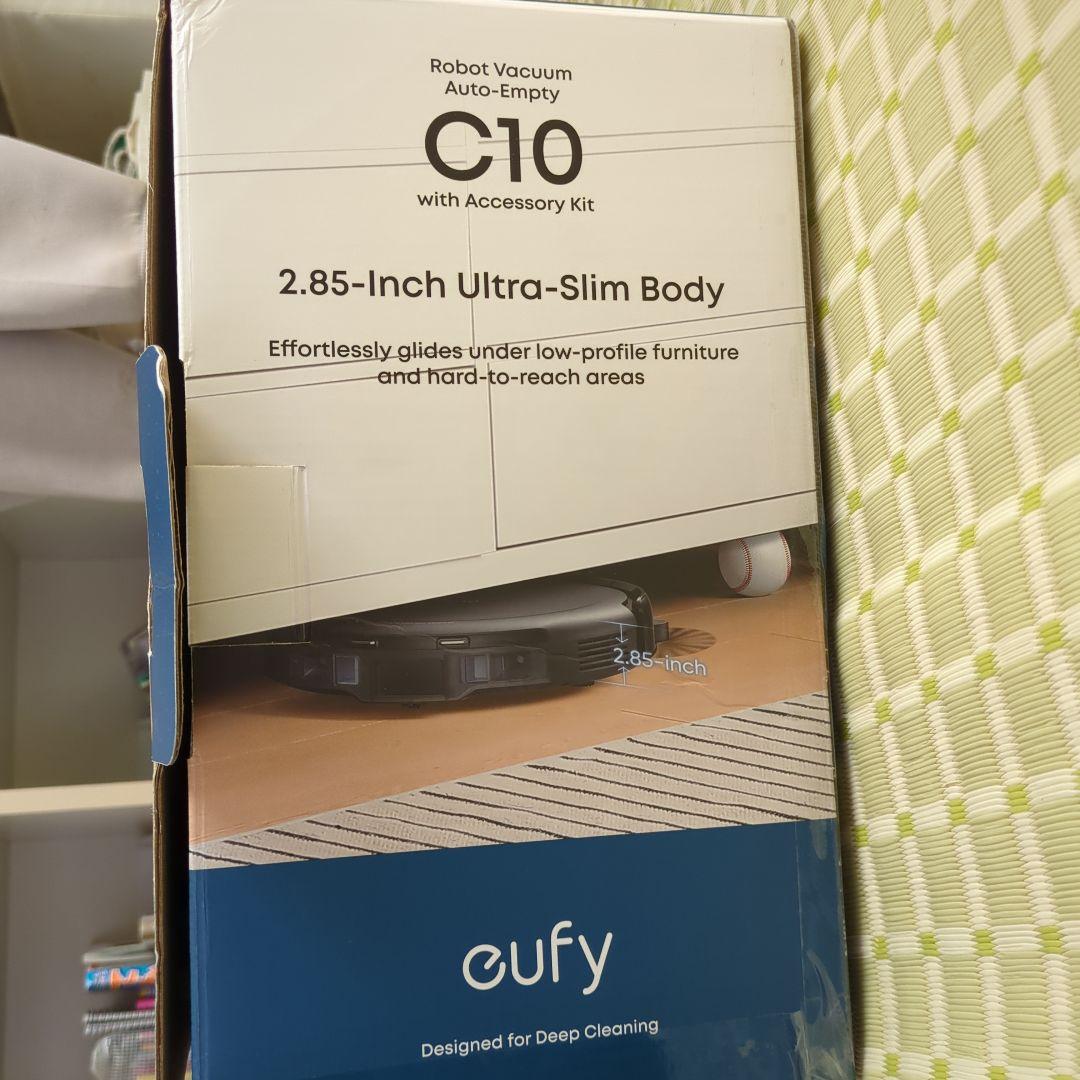 Robot Vacuum
Auto-Empty
C10
with Accessory Kit
2.85-Inch Ultra-Slim Body
Effortlessly glides under low-profile furniture
and hard-to-reach areas
2.85-inch
eufy
Designed for Deep Cleaning